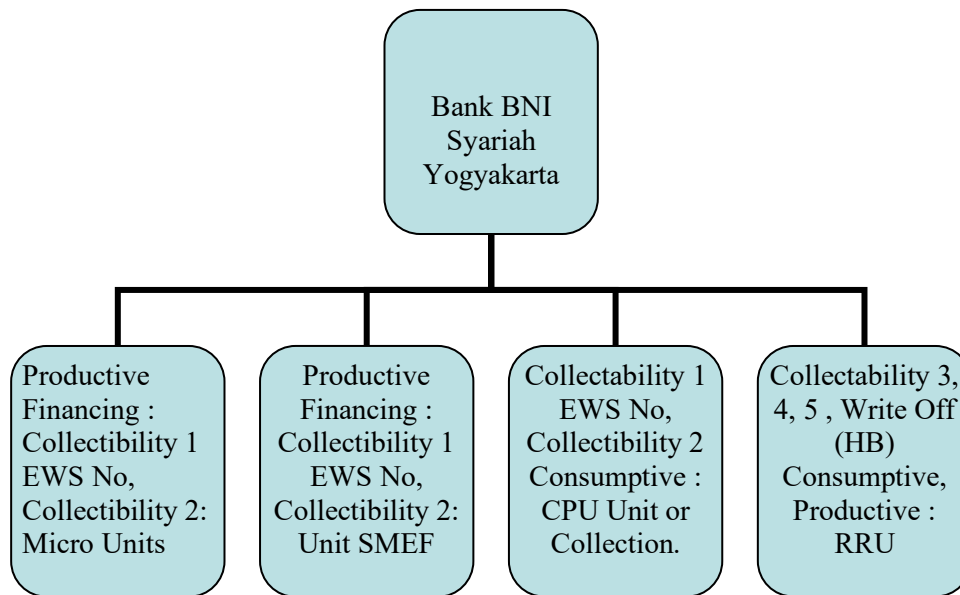 Bank BNI
Syariah
Yogyakarta
Productive
Financing :
Collectibility 1
EWS No,
Collectibility 2:
Micro Units
Productive
Financing :
Collectibility 1
EWS No,
Collectibility 2:
Unit SMEF
Collectability 1
EWS No,
Collectibility 2
Consumptive :
CPU Unit or
Collection.
Collectability 3,
4, 5 , Write Off
(HB)
Consumptive,
Productive :
RRU